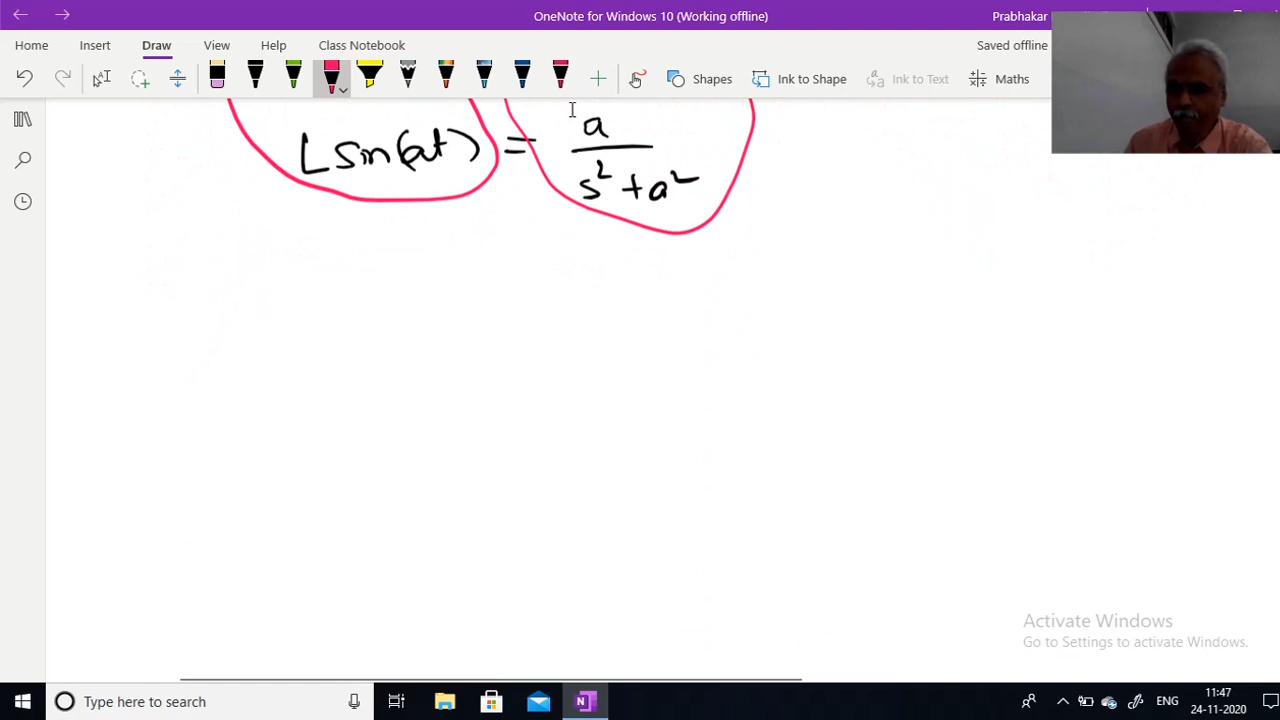 OneNote for Windows 10 (Working offline)
Prabhakar
Home Insert Draw View Help Class Notebook
Saved offline
Shapes Ink to Shape Ink to Text Maths
L sin(at) = a
s² + a²
Activate Windows
Go to Settings to activate Windows.
Type here to search
ENG
11:47
24-11-2020